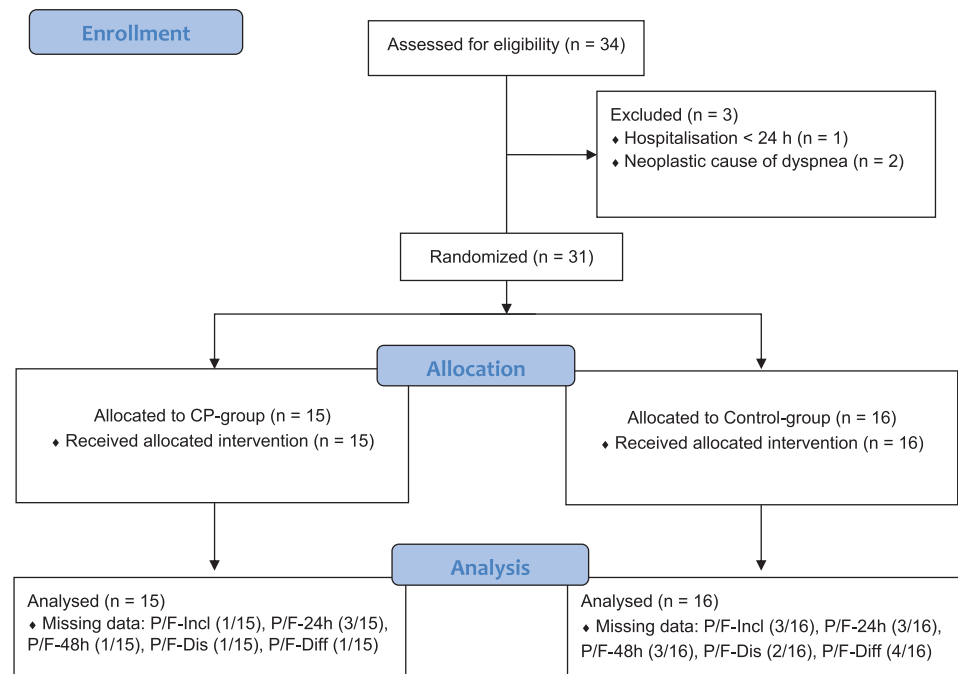 Enrollment
Assessed for eligibility (n = 34)
Excluded (n = 3)
♦ Hospitalisation < 24 h (n = 1)
♦ Neoplastic cause of dyspnea (n = 2)
Randomized (n = 31)
Allocation
Allocated to CP-group (n = 15)
♦ Received allocated intervention (n = 15)
Allocated to Control-group (n = 16)
♦ Received allocated intervention (n = 16)
Analysis
Analysed (n = 15)
♦ Missing data: P/F-Incl (1/15), P/F-24h (3/15),
P/F-48h (1/15), P/F-Dis (1/15), P/F-Diff (1/15)
Analysed (n = 16)
♦ Missing data: P/F-Incl (3/16), P/F-24h (3/16),
P/F-48h (3/16), P/F-Dis (2/16), P/F-Diff (4/16)